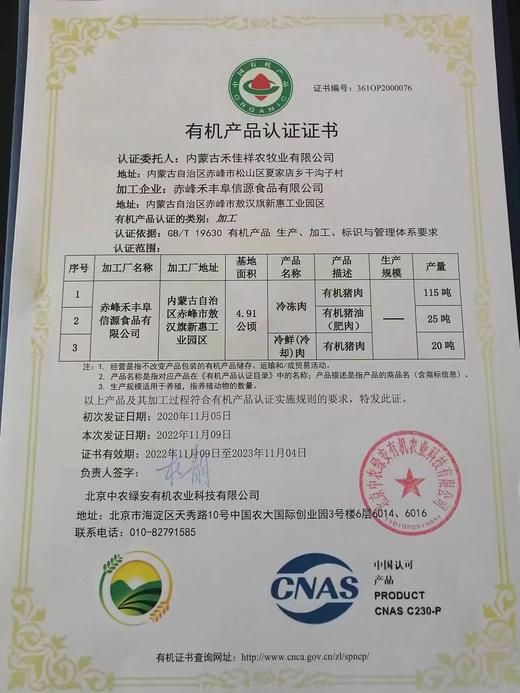 中国有机产品
ORGANIC
证书编号：361OP2000076
有机产品认证证书
认证委托人：内蒙古禾佳祥农牧业有限公司
地址：内蒙古自治区赤峰市松山区夏家店乡干沟子村
加工企业：赤峰禾丰阜信源食品有限公司
地址：内蒙古自治区赤峰市敖汉旗新惠工业园区
有机产品认证的类别：加工
认证依据：GB/T 19630 有机产品 生产、加工、标识与管理体系要求
认证范围：
序号 加工厂名称 加工厂地址 基地面积 产品名称 产品描述 生产规模 产量
1 赤峰禾丰阜信源食品有限公司 内蒙古自治区赤峰市敖汉旗新惠工业园区 4.91公顷 冷冻肉 有机猪肉 —— 115 吨
2 有机猪油（肥肉） 25 吨
3 冷鲜(冷却)肉 有机猪肉 20 吨
注：1. 经营是指不改变产品包装的有机产品储存、运输和/或贸易活动。
2. 产品名称是指对应产品在《有机产品认证目录》中的名称；产品描述是指产品的商品名（含商标信息）。
3. 生产规模适用于养殖，指养殖动物的数量。
以上产品及其加工过程符合有机产品认证实施规则的要求，特发此证。
初次发证日期：2020年11月05日
本次发证日期：2022年11月09日
证书有效期：2022年11月09日至2023年11月04日
负责人签字：
北京中农绿安有机农业科技有限公司
北京中农绿安有机农业科技有限公司
地址：北京市海淀区天秀路10号中国农大国际创业园3号楼6层6014、6016
联系电话：010-82791585
CNAS
中国认可
产品
PRODUCT
CNAS C230-P
有机证书查询网址：http://www.cnca.gov.cn/zl/spncp/